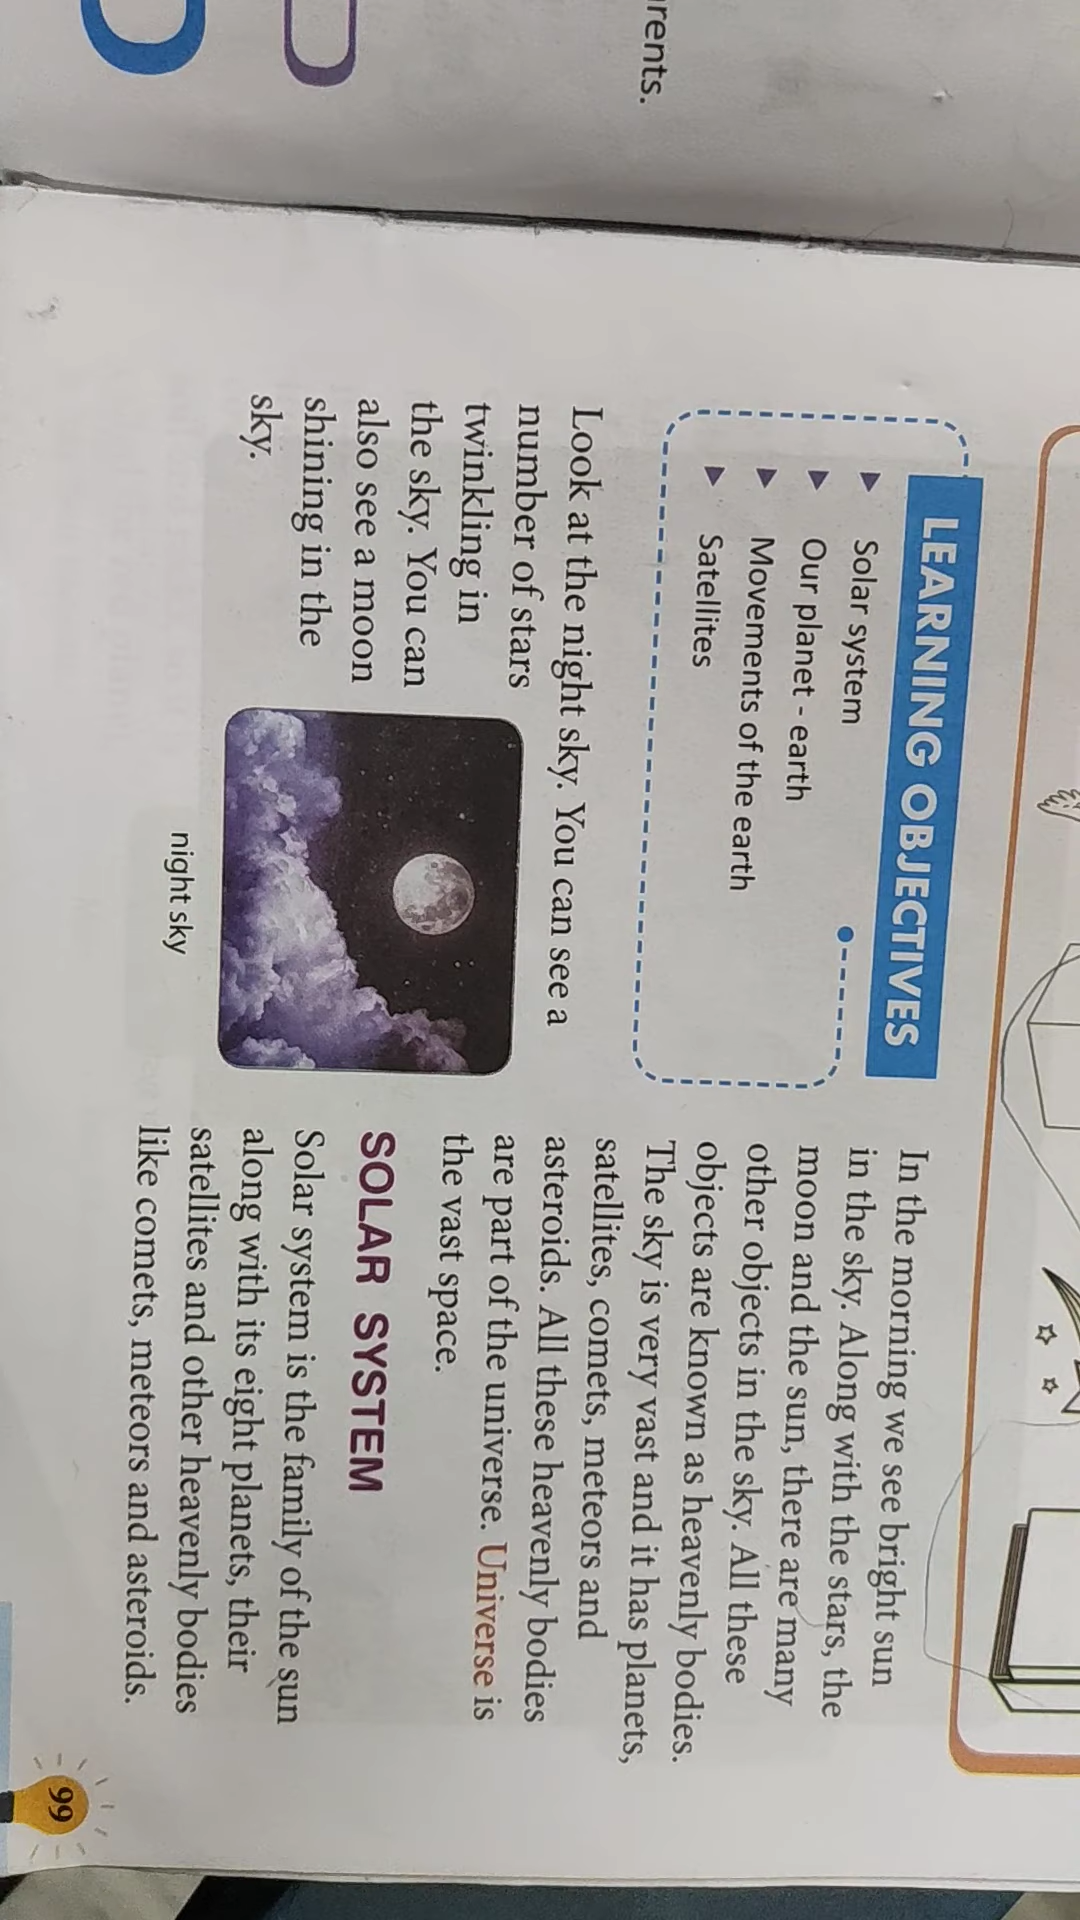 rents.
LEARNING OBJECTIVES
Solar system
Our planet - earth
Movements of the earth
Satellites
Look at the night sky. You can see a
number of stars
twinkling in
the sky. You can
also see a moon
shining in the
sky.
night sky
In the morning we see bright sun
in the sky. Along with the stars, the
moon and the sun, there are many
other objects in the sky. All these
objects are known as heavenly bodies.
The sky is very vast and it has planets,
satellites, comets, meteors and
asteroids. All these heavenly bodies
are part of the universe. Universe is
the vast space.
SOLAR SYSTEM
Solar system is the family of the sun
along with its eight planets, their
satellites and other heavenly bodies
like comets, meteors and asteroids.
99